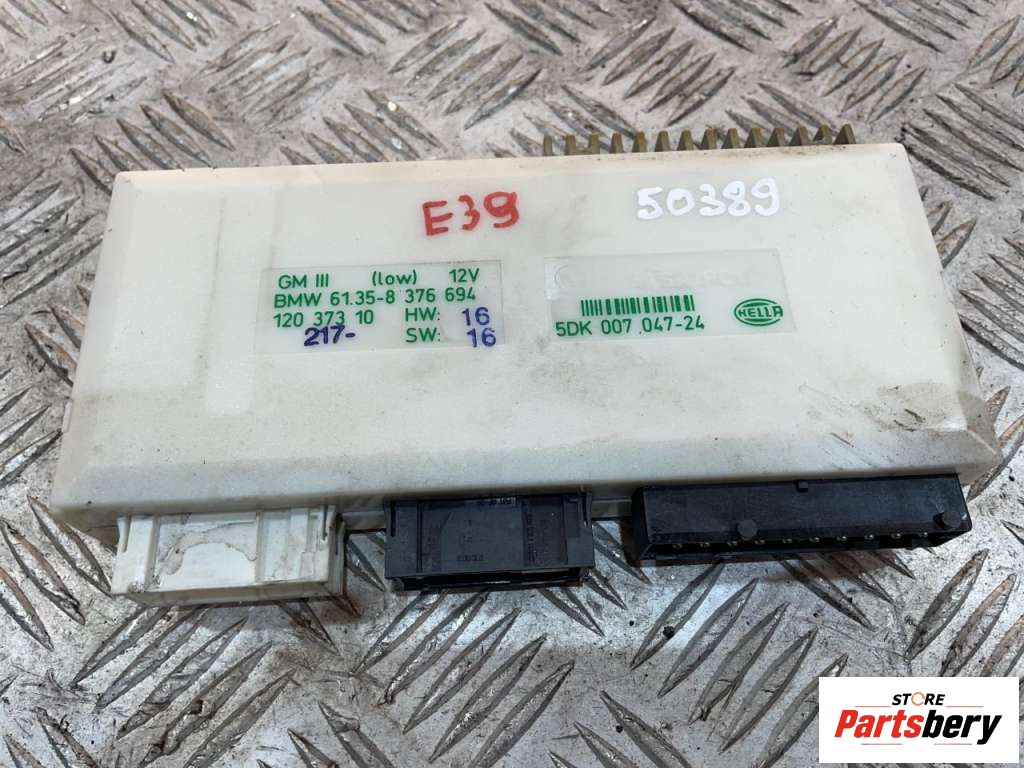 E39
50389
GM III (low) 12V
BMW 61.35-8 376 694
120 373 10 HW: 16
217- SW: 16
5DK 007 047-24
HELLA
STORE
Partsbery